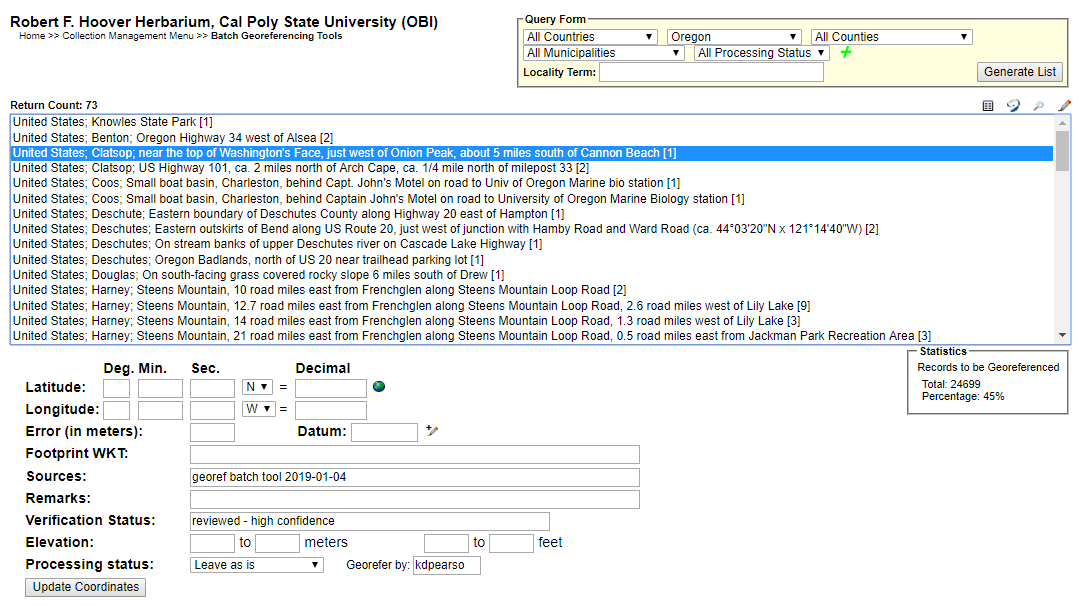 Robert F. Hoover Herbarium, Cal Poly State University (OBI)
Home >> Collection Management Menu >> Batch Georeferencing Tools
Query Form
All Countries Oregon All Counties
All Municipalities All Processing Status
Locality Term: Generate List
Return Count: 73
United States; Knowles State Park [1]
United States; Benton; Oregon Highway 34 west of Alsea [2]
United States; Clatsop; near the top of Washington's Face, just west of Onion Peak, about 5 miles south of Cannon Beach [1]
United States; Clatsop; US Highway 101, ca. 2 miles north of Arch Cape, ca. 1/4 mile north of milepost 33 [2]
United States; Coos; Small boat basin, Charleston, behind Capt. John's Motel on road to Univ of Oregon Marine bio station [1]
United States; Coos; Small boat basin, Charleston, behind Captain John's Motel on road to University of Oregon Marine Biology station [1]
United States; Deschute; Eastern boundary of Deschutes County along Highway 20 east of Hampton [1]
United States; Deschutes; Eastern outskirts of Bend along US Route 20, just west of junction with Hamby Road and Ward Road (ca. 44°03'20"N x 121°14'40"W) [2]
United States; Deschutes; On stream banks of upper Deschutes river on Cascade Lake Highway [1]
United States; Deschutes; Oregon Badlands, north of US 20 near trailhead parking lot [1]
United States; Douglas; On south-facing grass covered rocky slope 6 miles south of Drew [1]
United States; Harney; Steens Mountain, 10 road miles east from Frenchglen along Steens Mountain Loop Road [2]
United States; Harney; Steens Mountain, 12.7 road miles east from Frenchglen along Steens Mountain Loop Road, 2.6 road miles west of Lily Lake [9]
United States; Harney; Steens Mountain, 14 road miles east from Frenchglen along Steens Mountain Loop Road, 1.3 road miles west of Lily Lake [3]
United States; Harney; Steens Mountain, 21 road miles east from Frenchglen along Steens Mountain Loop Road, 0.5 road miles east from Jackman Park Recreation Area [3]
Statistics
Records to be Georeferenced
Total: 24699
Percentage: 45%
Deg. Min. Sec. Decimal
Latitude: N =
Longitude: W =
Error (in meters): Datum:
Footprint WKT:
Sources: georef batch tool 2019-01-04
Remarks:
Verification Status: reviewed - high confidence
Elevation: to meters to feet
Processing status: Leave as is Georefer by: kdpearso
Update Coordinates